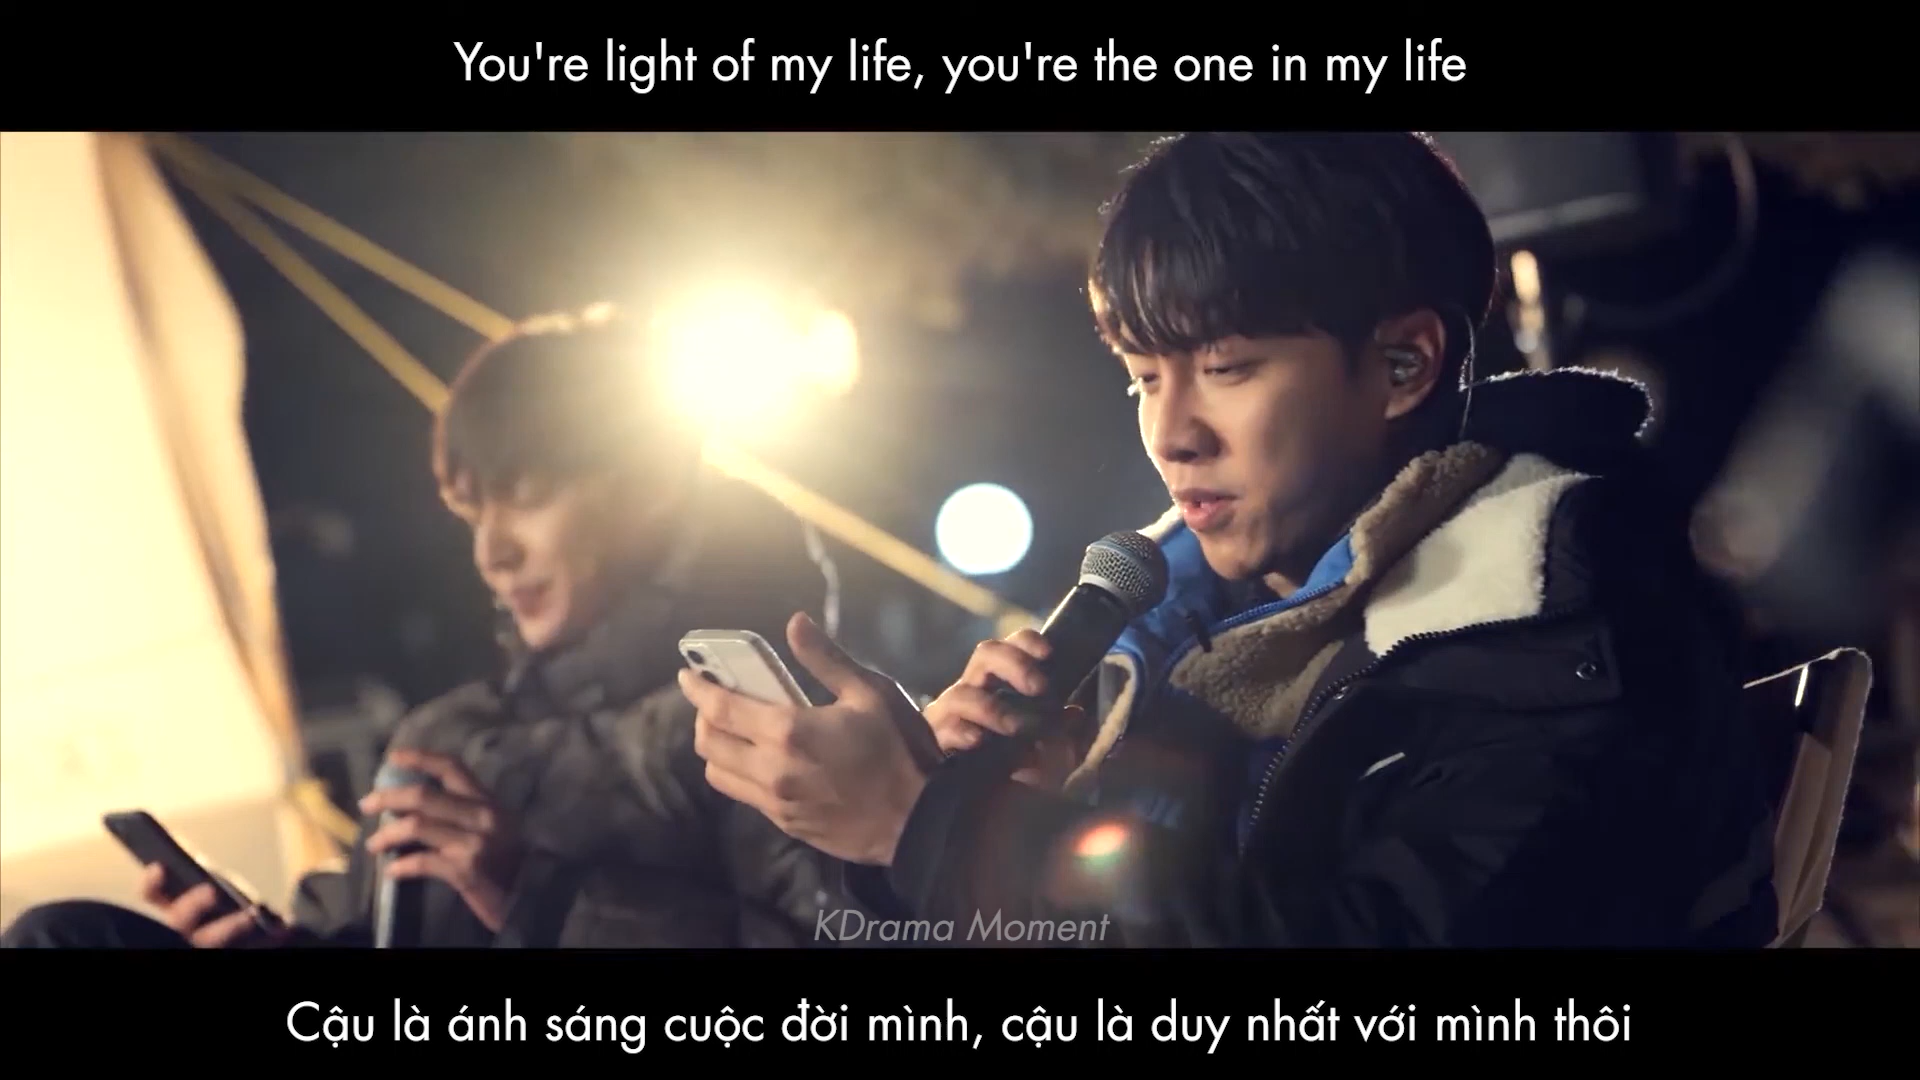 You're light of my life, you're the one in my life
KDrama Moment
Cậu là ánh sáng cuộc đời mình, cậu là duy nhất với mình thôi